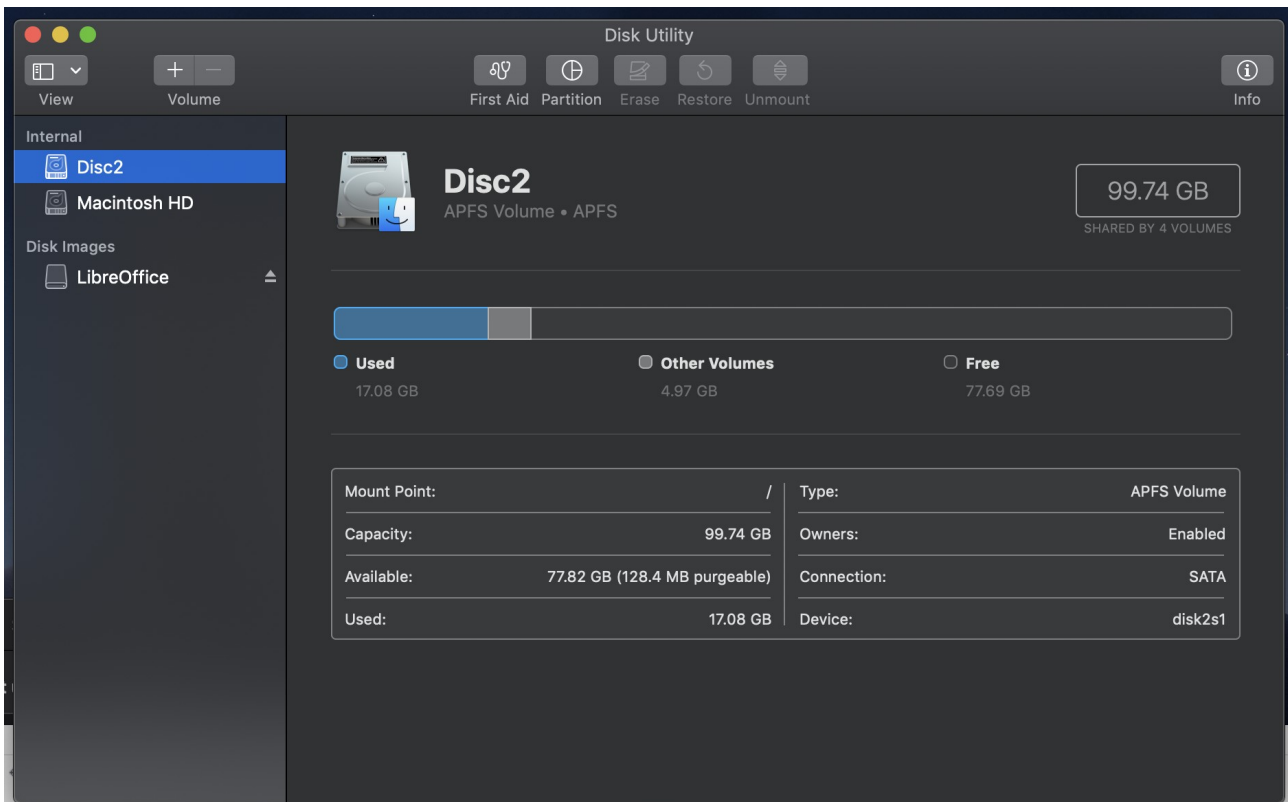 Disk Utility
View
Volume
First Aid
Partition
Erase
Restore
Unmount
Info
Internal
Disc2
Macintosh HD
Disk Images
LibreOffice
Disc2
APFS Volume • APFS
99.74 GB
SHARED BY 4 VOLUMES
Used
17.08 GB
Other Volumes
4.97 GB
Free
77.69 GB
Mount Point: /
Capacity: 99.74 GB
Available: 77.82 GB (128.4 MB purgeable)
Used: 17.08 GB
Type: APFS Volume
Owners: Enabled
Connection: SATA
Device: disk2s1